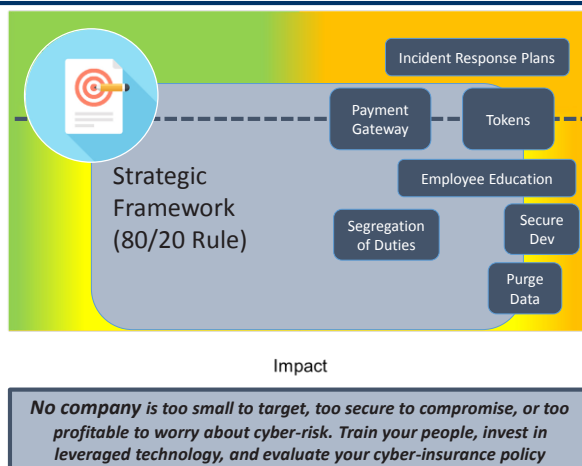 Incident Response Plans
Payment
Gateway
Tokens
Employee Education
Strategic
Framework
(80/20 Rule)
Segregation
of Duties
Secure
Dev
Purge
Data
Impact
No company is too small to target, too secure to compromise, or too
profitable to worry about cyber-risk. Train your people, invest in
leveraged technology, and evaluate your cyber-insurance policy